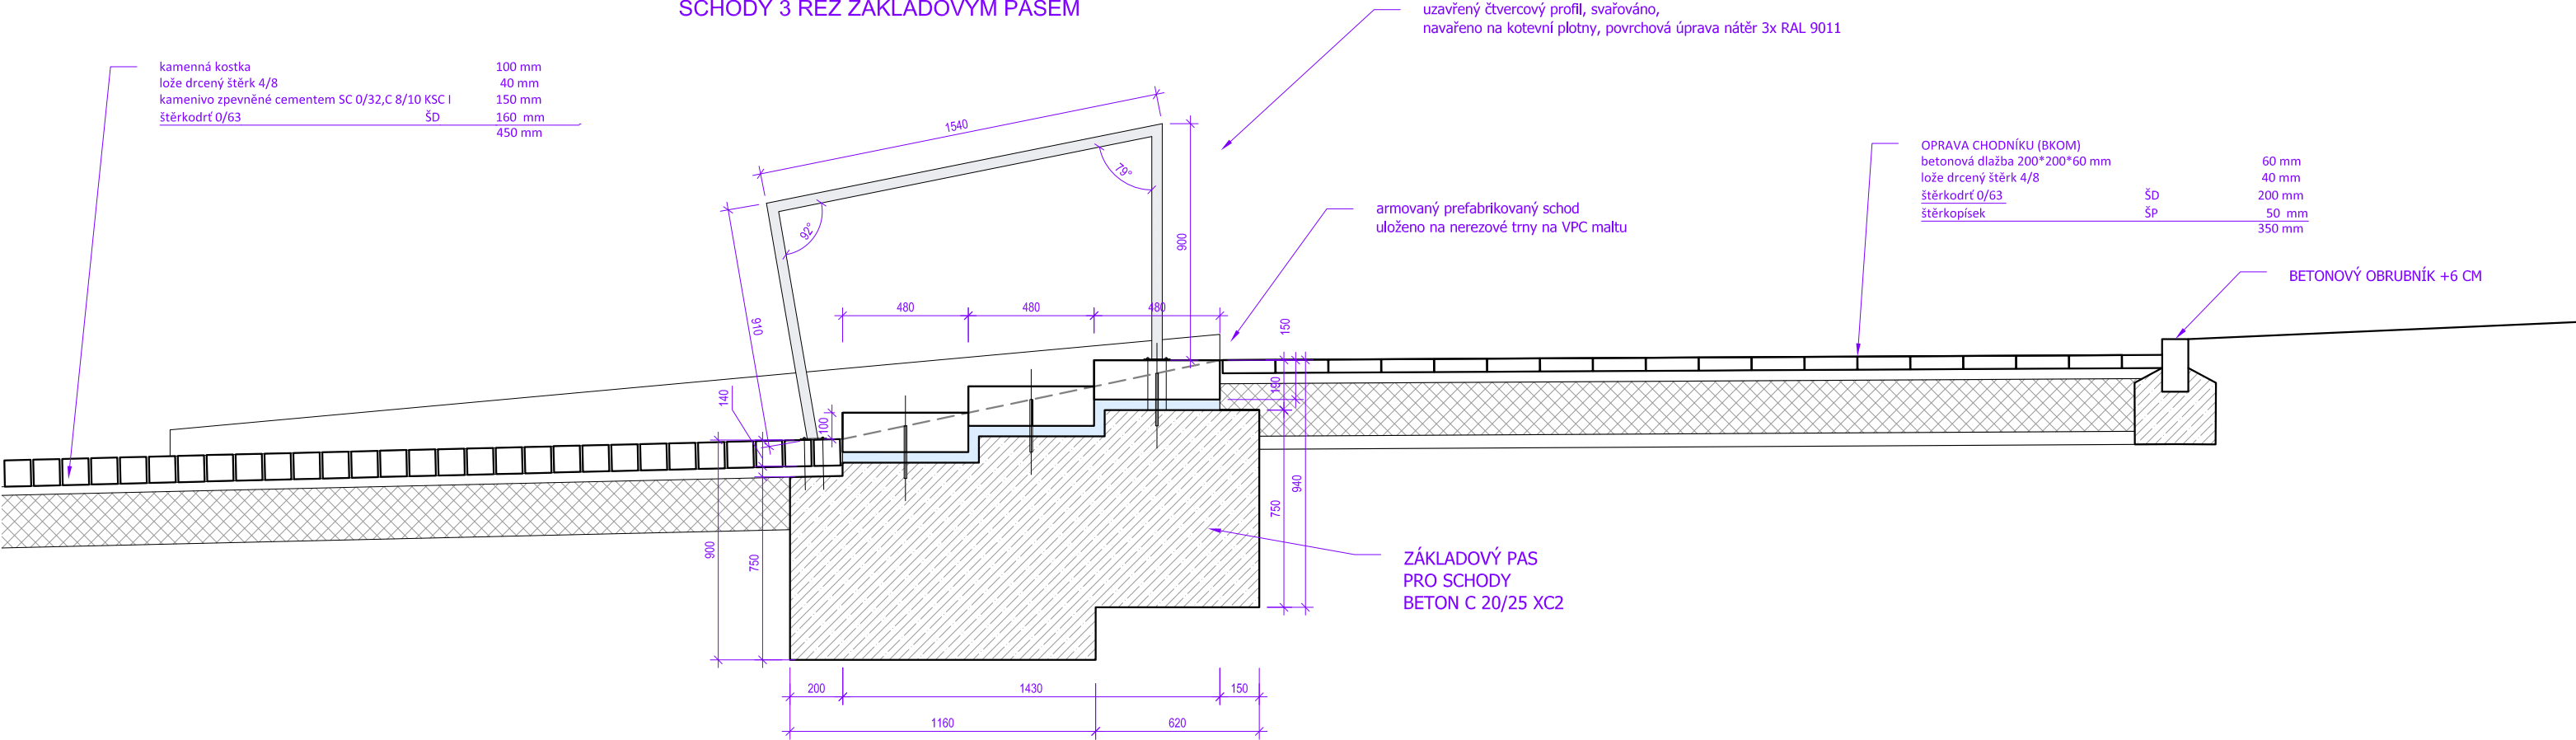 SCHODY 3 ŘEZ ZÁKLADOVÝM PASEM
uzavřený čtvercový profil, svařováno,
navařeno na kotevní plotny, povrchová úprava nátěr 3x RAL 9011
kamenná kostka 100 mm
lože drcený štěrk 4/8 40 mm
kamenivo zpevněné cementem SC 0/32,C 8/10 KSC I 150 mm
štěrkodrť 0/63 ŠD 160 mm
450 mm
OPRAVA CHODNÍKU (BKOM)
betonová dlažba 200*200*60 mm 60 mm
lože drcený štěrk 4/8 40 mm
štěrkodrť 0/63 ŠD 200 mm
štěrkopísek ŠP 50 mm
350 mm
armovaný prefabrikovaný schod
uloženo na nerezové trny na VPC maltu
BETONOVÝ OBRUBNÍK +6 CM
1540
79°
92°
900
910
480 480 480
150
140
100
190
940
750
900
750
ZÁKLADOVÝ PAS
PRO SCHODY
BETON C 20/25 XC2
200 1430 150
1160 620